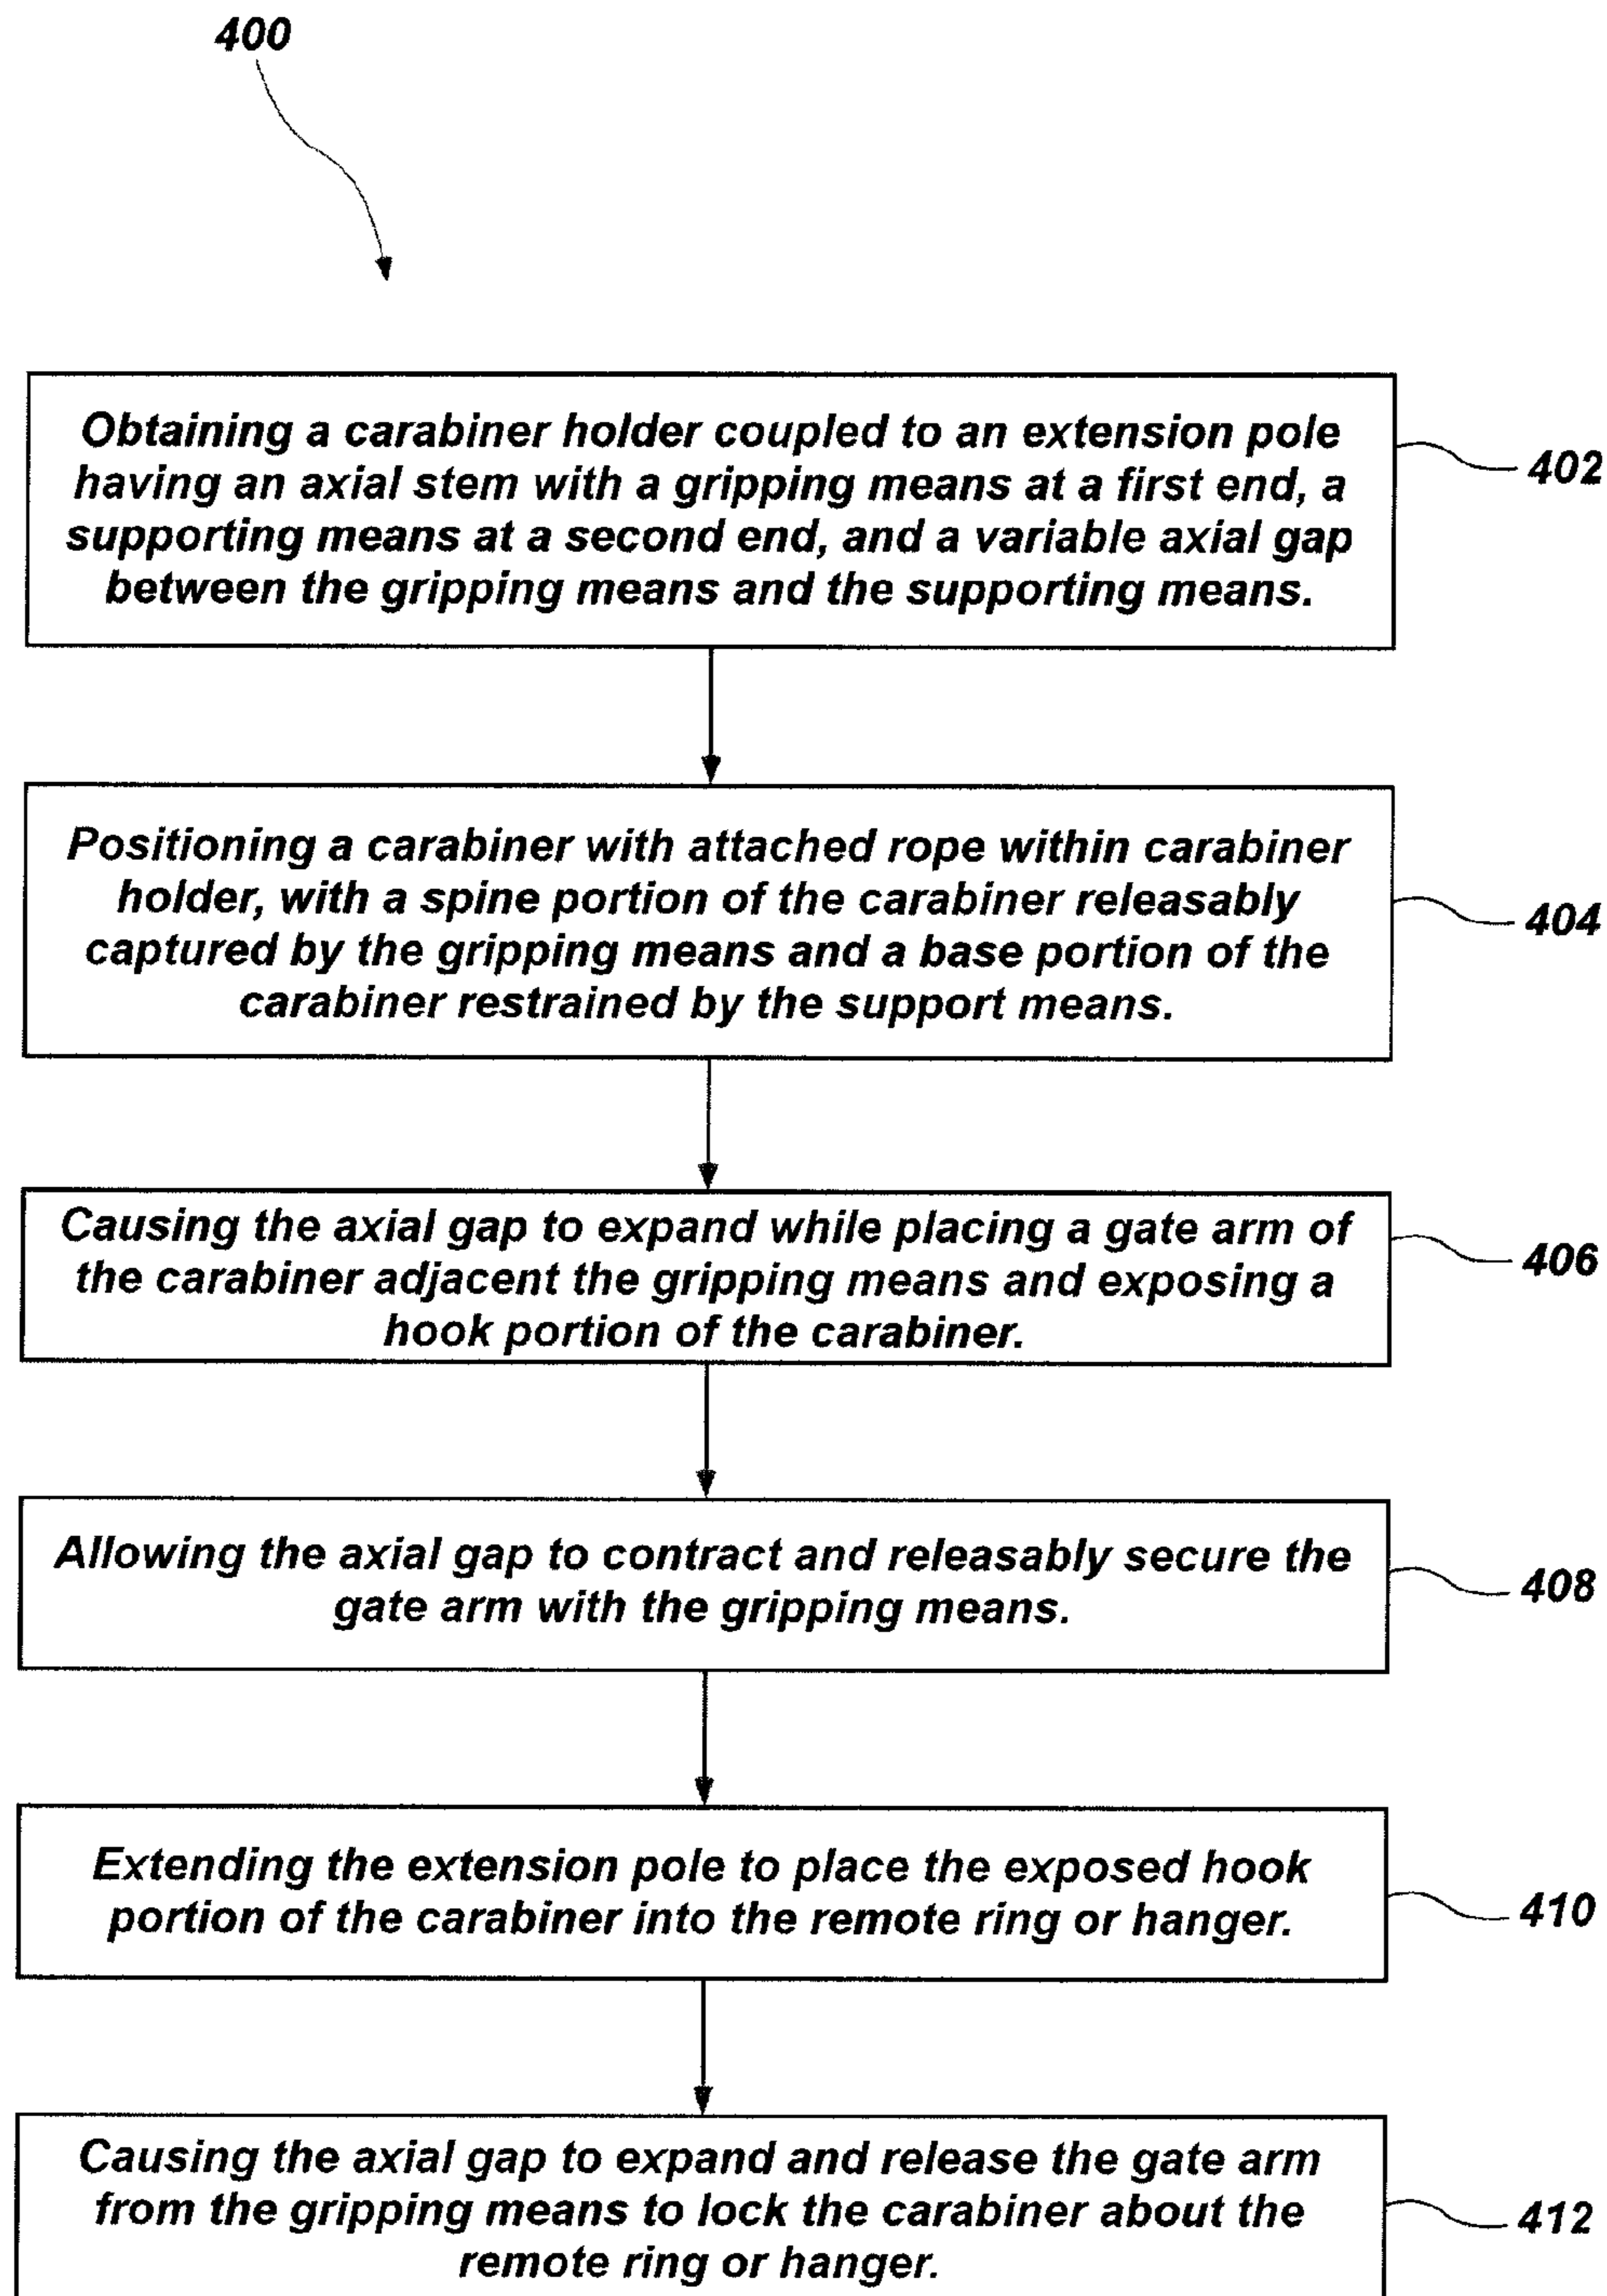 400
Obtaining a carabiner holder coupled to an extension pole
having an axial stem with a gripping means at a first end, a
supporting means at a second end, and a variable axial gap
between the gripping means and the supporting means.
402
Positioning a carabiner with attached rope within carabiner
holder, with a spine portion of the carabiner releasably
captured by the gripping means and a base portion of the
carabiner restrained by the support means.
404
Causing the axial gap to expand while placing a gate arm of
the carabiner adjacent the gripping means and exposing a
hook portion of the carabiner.
406
Allowing the axial gap to contract and releasably secure the
gate arm with the gripping means.
408
Extending the extension pole to place the exposed hook
portion of the carabiner into the remote ring or hanger.
410
Causing the axial gap to expand and release the gate arm
from the gripping means to lock the carabiner about the
remote ring or hanger.
412